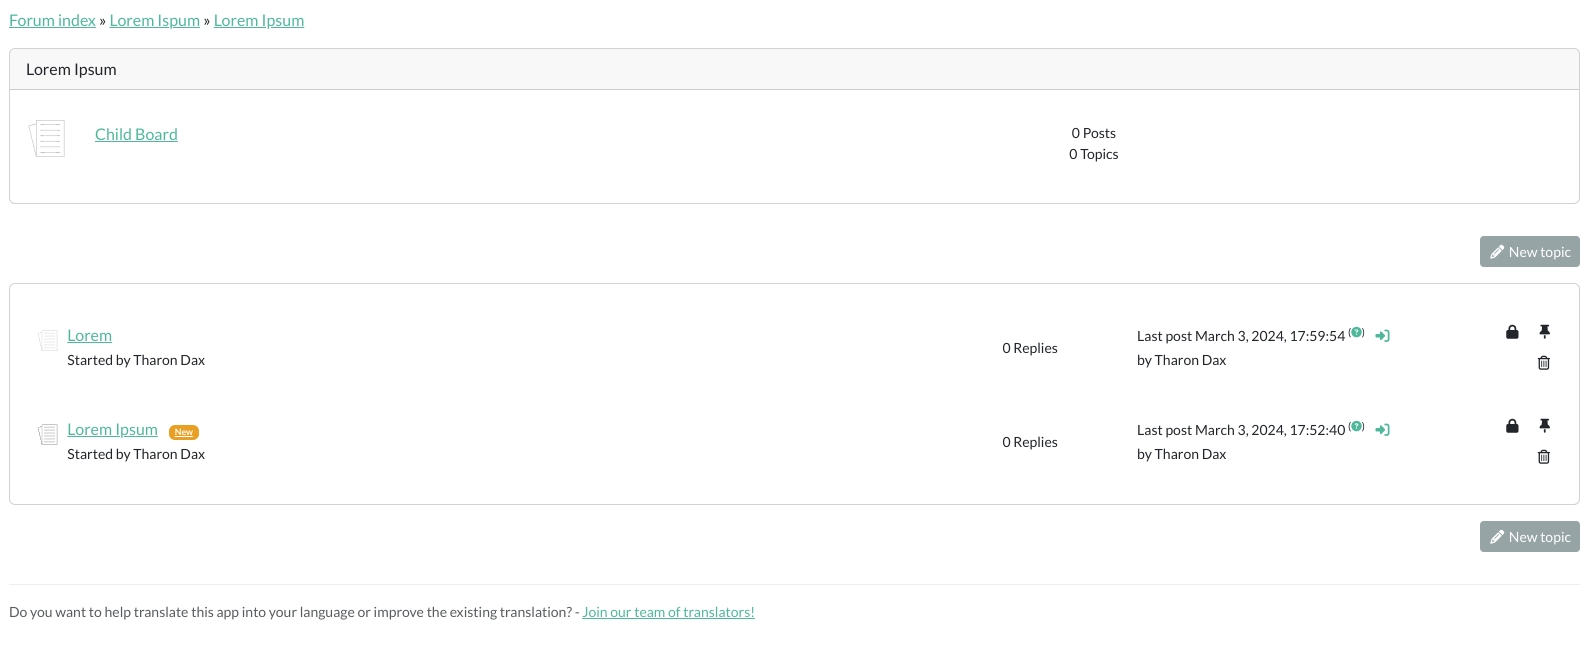 Forum index » Lorem Ispum » Lorem Ipsum
Lorem Ipsum
Child Board
0 Posts
0 Topics
New topic
Lorem
Started by Tharon Dax
0 Replies
Last post March 3, 2024, 17:59:54 (?)
by Tharon Dax
Lorem Ipsum New
Started by Tharon Dax
0 Replies
Last post March 3, 2024, 17:52:40 (?)
by Tharon Dax
New topic
Do you want to help translate this app into your language or improve the existing translation? - Join our team of translators!